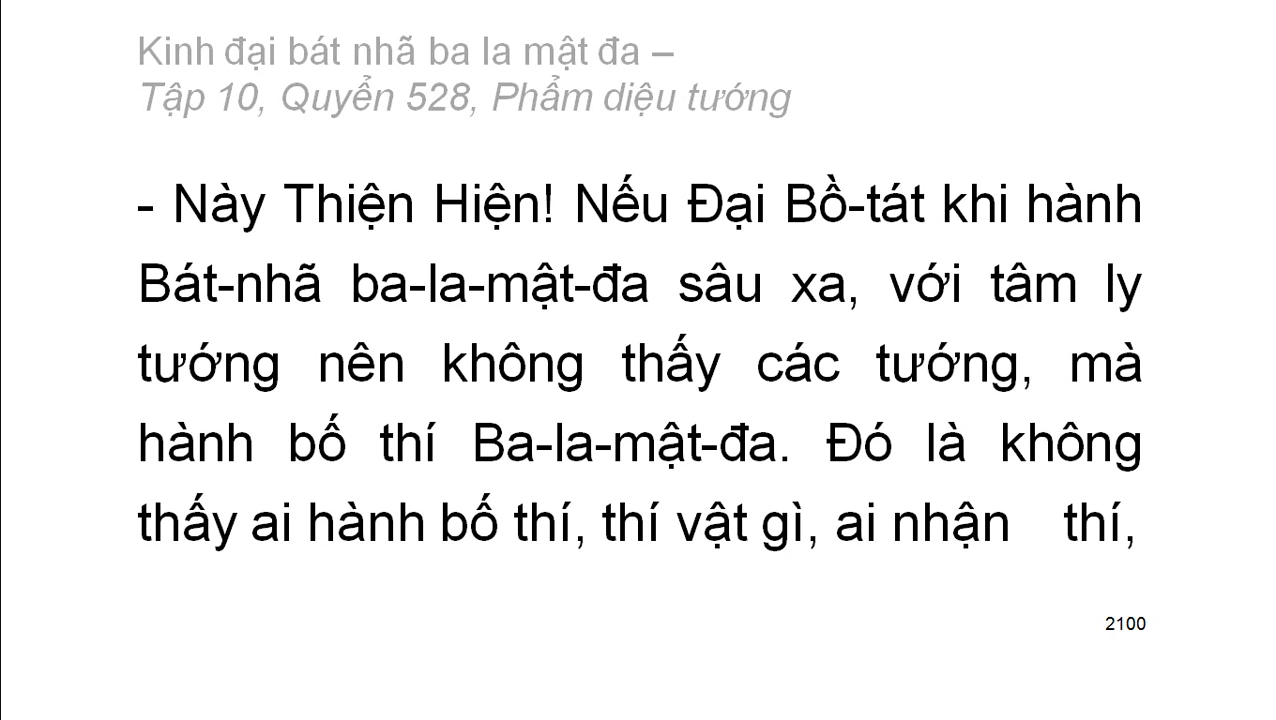 Kinh đại bát nhã ba la mật đa –
Tập 10, Quyển 528, Phẩm diệu tướng
- Này Thiện Hiện! Nếu Đại Bồ-tát khi hành
Bát-nhã ba-la-mật-đa sâu xa, với tâm ly
tướng nên không thấy các tướng, mà
hành bố thí Ba-la-mật-đa. Đó là không
thấy ai hành bố thí, thí vật gì, ai nhận thí,
2100